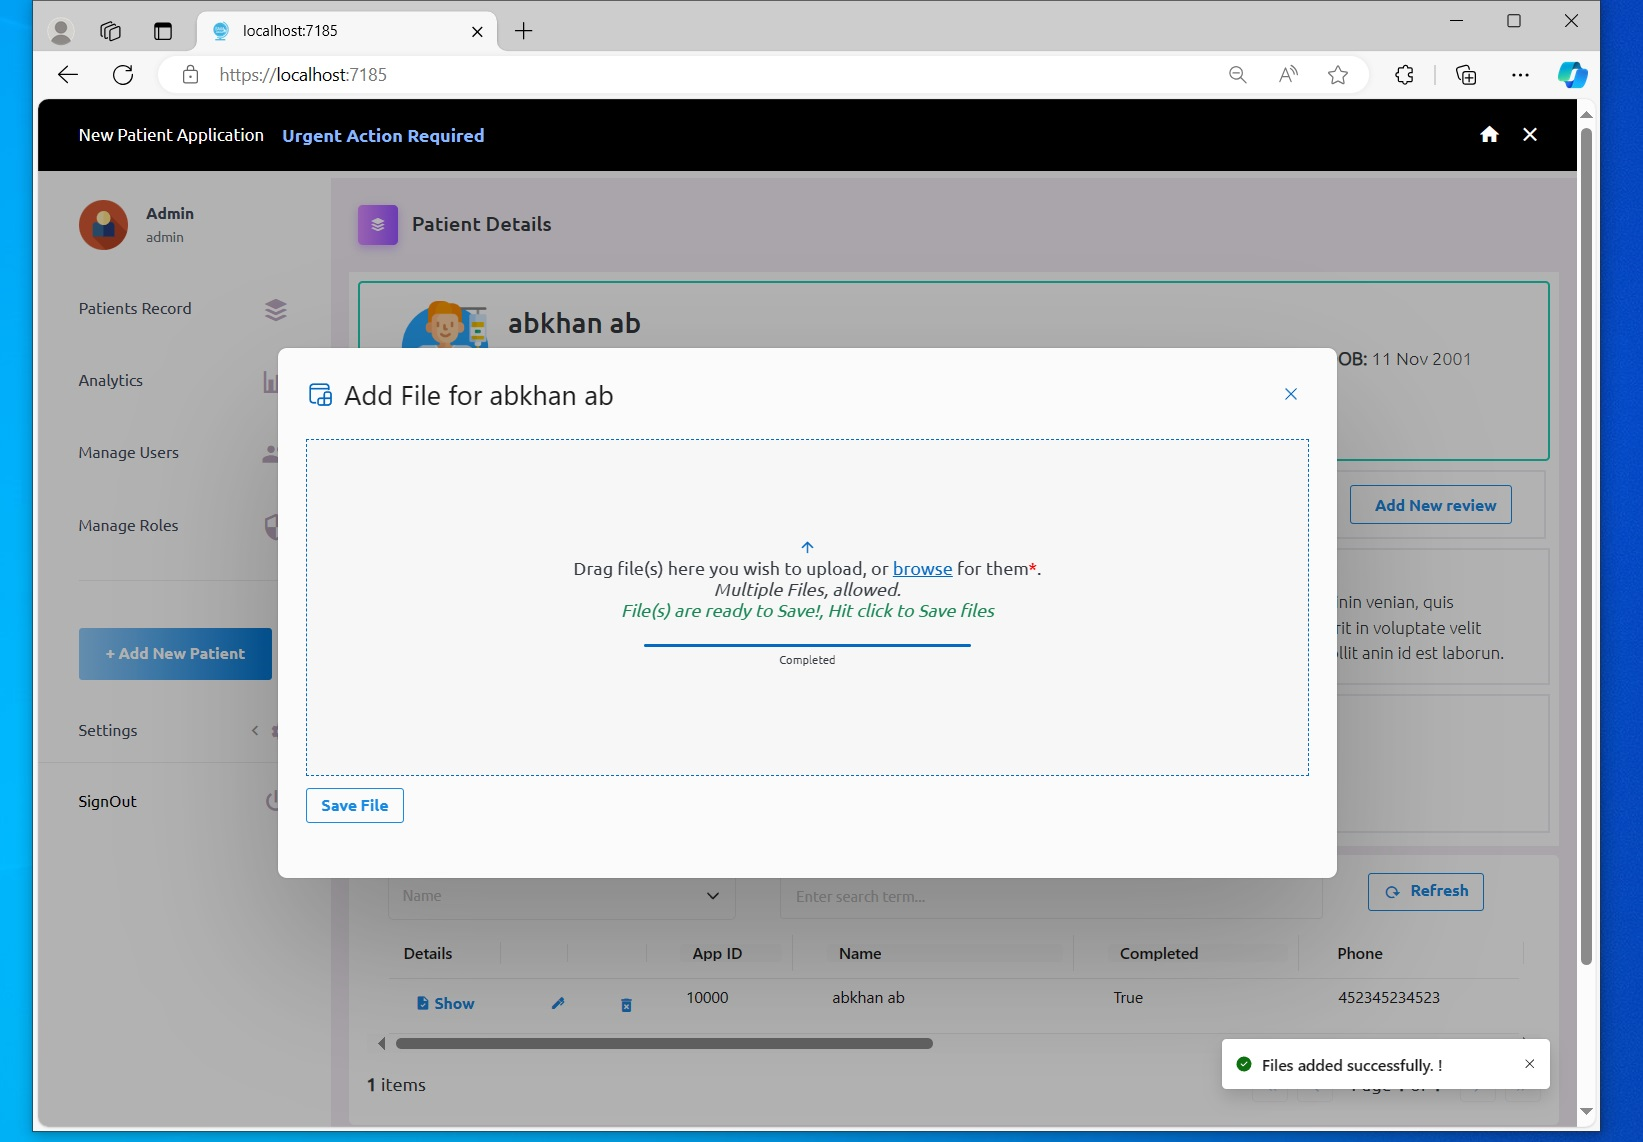 localhost:7185
https://localhost:7185
New Patient Application Urgent Action Required
Admin
admin
Patients Record
Analytics
Manage Users
Manage Roles
+ Add New Patient
Settings
SignOut
Patient Details
abkhan ab
OB: 11 Nov 2001
Add New review
nin venian, quis
rit in voluptate velit
llit anin id est laborun.
Add File for abkhan ab
Drag file(s) here you wish to upload, or browse for them*.
Multiple Files, allowed.
File(s) are ready to Save!, Hit click to Save files
Completed
Save File
Name
Enter search term...
Refresh
Details App ID Name Completed Phone
Show 10000 abkhan ab True 452345234523
1 items
Files added successfully. !